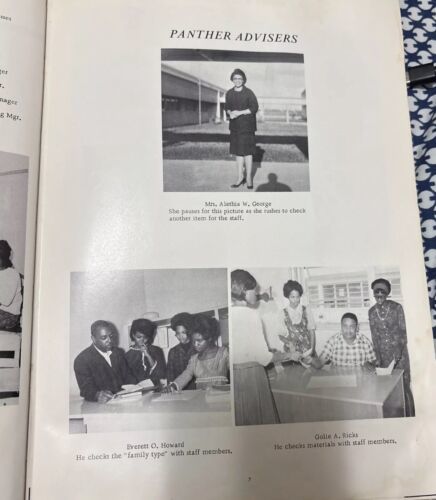 PANTHER ADVISERS
Mrs. Alethia W. George
She pauses for this picture as she rushes to check
another item for the staff.
Everett O. Howard
He checks the "family type" with staff members.
Golie A. Ricks
He checks materials with staff members.
7
g Mgr.